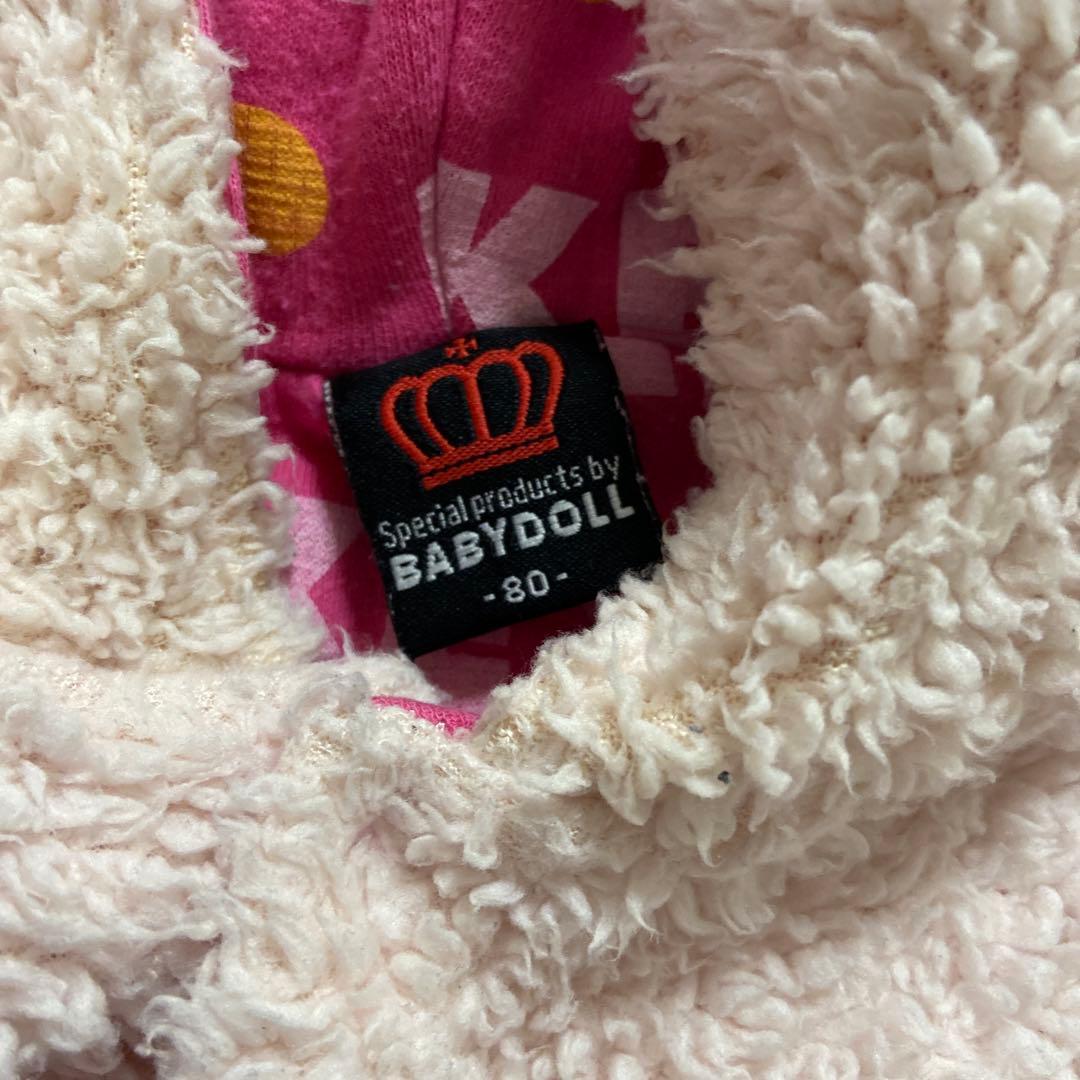 K
Special products by
BABYDOLL
-80-